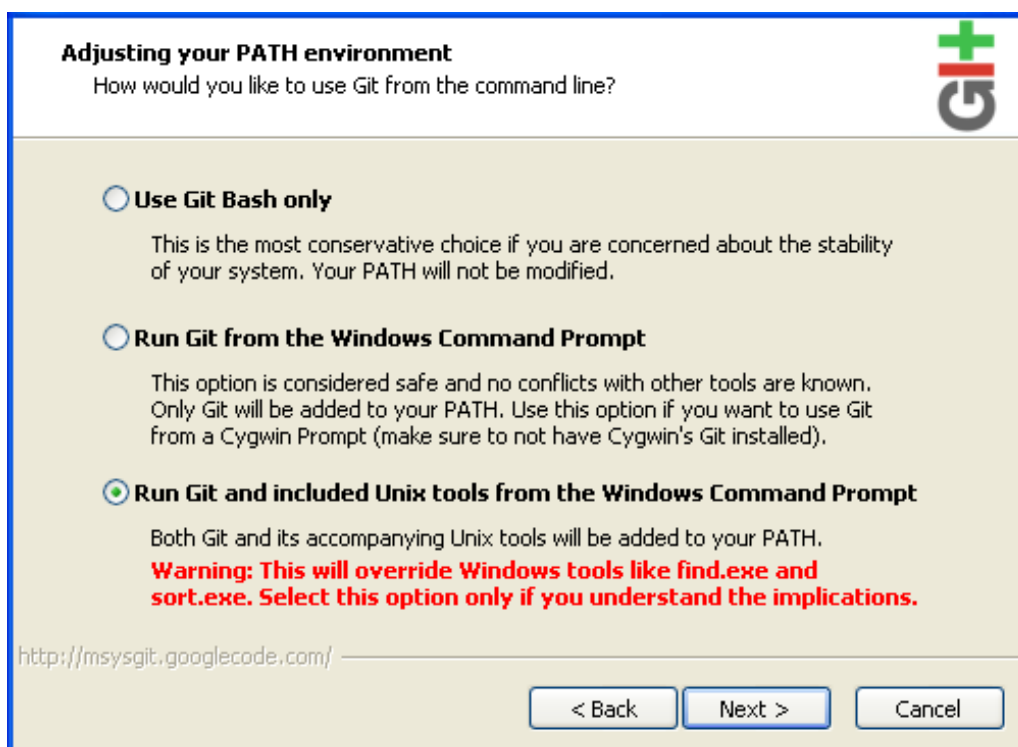 Adjusting your PATH environment
How would you like to use Git from the command line?
GIT
Use Git Bash only
This is the most conservative choice if you are concerned about the stability
of your system. Your PATH will not be modified.
Run Git from the Windows Command Prompt
This option is considered safe and no conflicts with other tools are known.
Only Git will be added to your PATH. Use this option if you want to use Git
from a Cygwin Prompt (make sure to not have Cygwin's Git installed).
Run Git and included Unix tools from the Windows Command Prompt
Both Git and its accompanying Unix tools will be added to your PATH.
Warning: This will override Windows tools like find.exe and
sort.exe. Select this option only if you understand the implications.
http://msysgit.googlecode.com/
< Back Next > Cancel